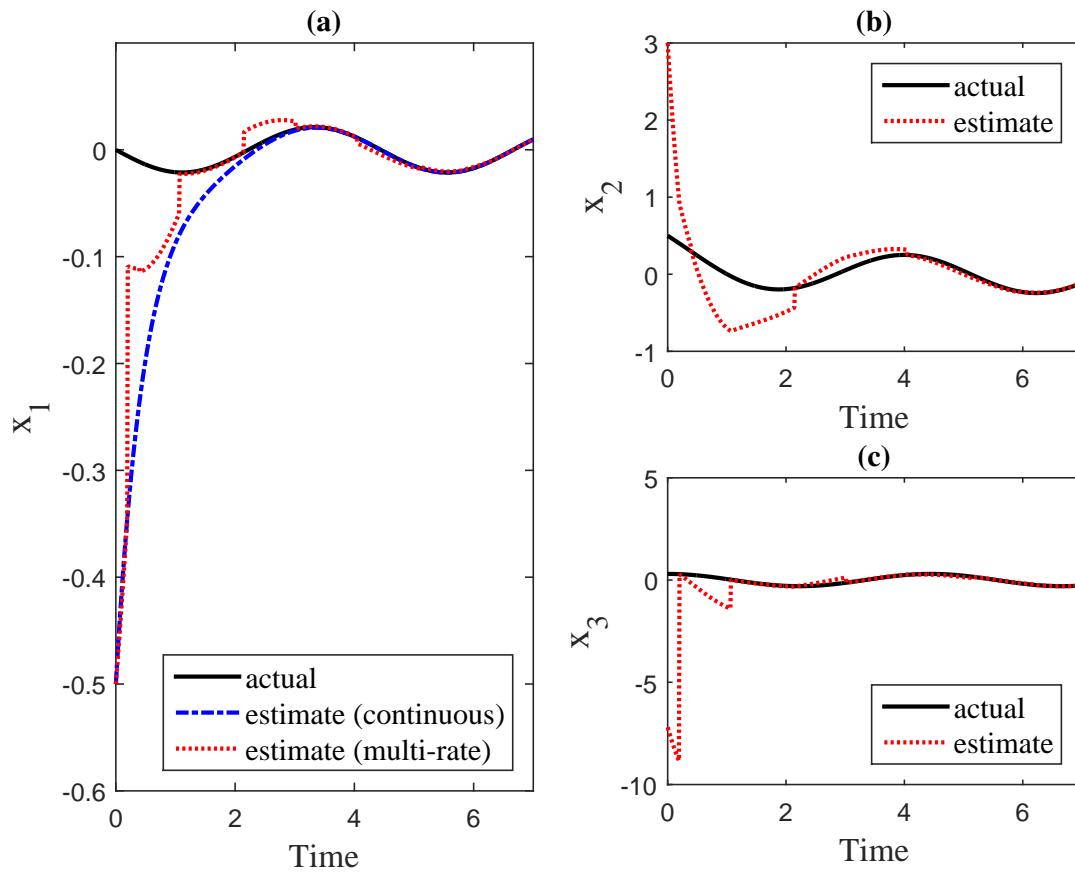 (a)
0
-0.1
-0.2
-0.3
-0.4
-0.5
-0.6
x1
0 2 4 6
Time
actual
estimate (continuous)
estimate (multi-rate)
(b)
3
2
1
0
-1
x2
0 2 4 6
Time
actual
estimate
(c)
5
0
-5
-10
x3
0 2 4 6
Time
actual
estimate